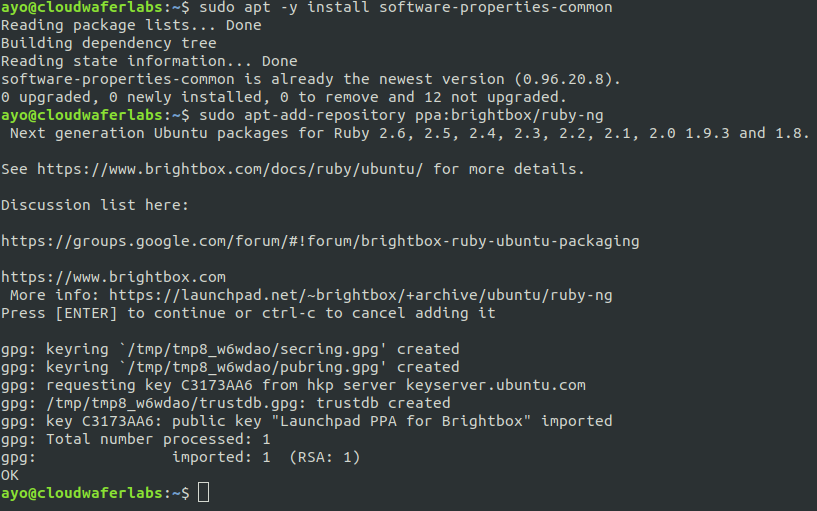 ayo@cloudwaferlabs:~$ sudo apt -y install software-properties-common
Reading package lists... Done
Building dependency tree
Reading state information... Done
software-properties-common is already the newest version (0.96.20.8).
0 upgraded, 0 newly installed, 0 to remove and 12 not upgraded.
ayo@cloudwaferlabs:~$ sudo apt-add-repository ppa:brightbox/ruby-ng
 Next generation Ubuntu packages for Ruby 2.6, 2.5, 2.4, 2.3, 2.2, 2.1, 2.0 1.9.3 and 1.8.
See https://www.brightbox.com/docs/ruby/ubuntu/ for more details.
Discussion list here:
https://groups.google.com/forum/#!forum/brightbox-ruby-ubuntu-packaging
https://www.brightbox.com
 More info: https://launchpad.net/~brightbox/+archive/ubuntu/ruby-ng
Press [ENTER] to continue or ctrl-c to cancel adding it
gpg: keyring `/tmp/tmp8_w6wdao/secring.gpg' created
gpg: keyring `/tmp/tmp8_w6wdao/pubring.gpg' created
gpg: requesting key C3173AA6 from hkp server keyserver.ubuntu.com
gpg: /tmp/tmp8_w6wdao/trustdb.gpg: trustdb created
gpg: key C3173AA6: public key "Launchpad PPA for Brightbox" imported
gpg: Total number processed: 1
gpg:               imported: 1  (RSA: 1)
OK
ayo@cloudwaferlabs:~$